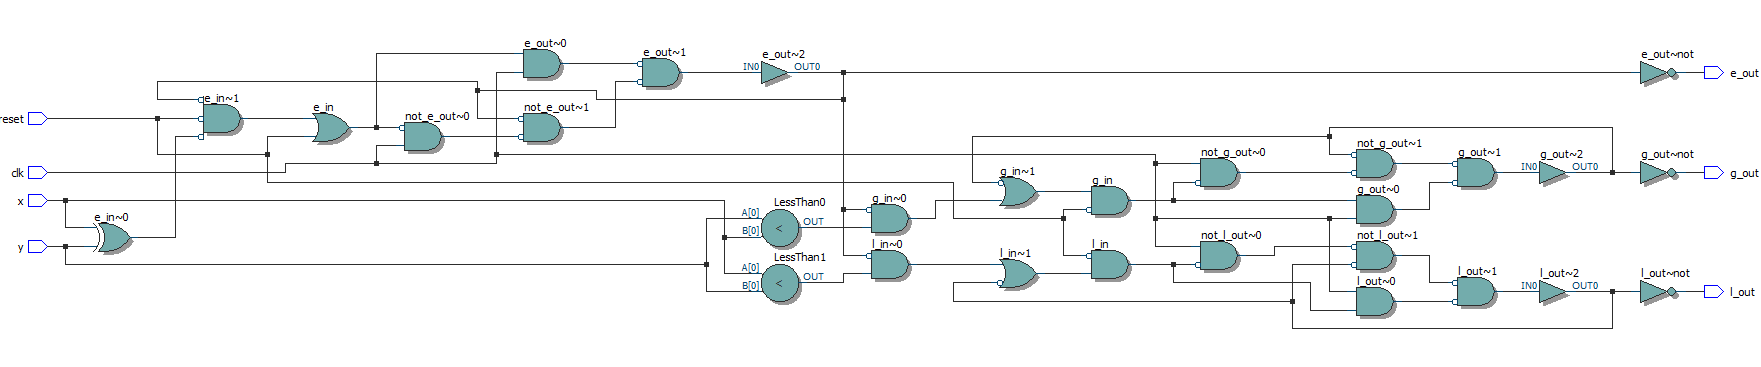 e_out~0
e_out~1
e_out~2
IN0 OUT0
e_out~not
e_out
e_in~1
e_in
not_e_out~0
not_e_out~1
reset
clk
x
y
e_in~0
LessThan0
A[0]
B[0]
OUT
LessThan1
A[0]
B[0]
OUT
g_in~0
l_in~0
g_in~1
l_in~1
g_in
l_in
not_g_out~0
not_l_out~0
not_g_out~1
g_out~0
not_l_out~1
l_out~0
g_out~1
IN0
g_out~2
OUT0
g_out~not
g_out
l_out~1
IN0
l_out~2
OUT0
l_out~not
l_out